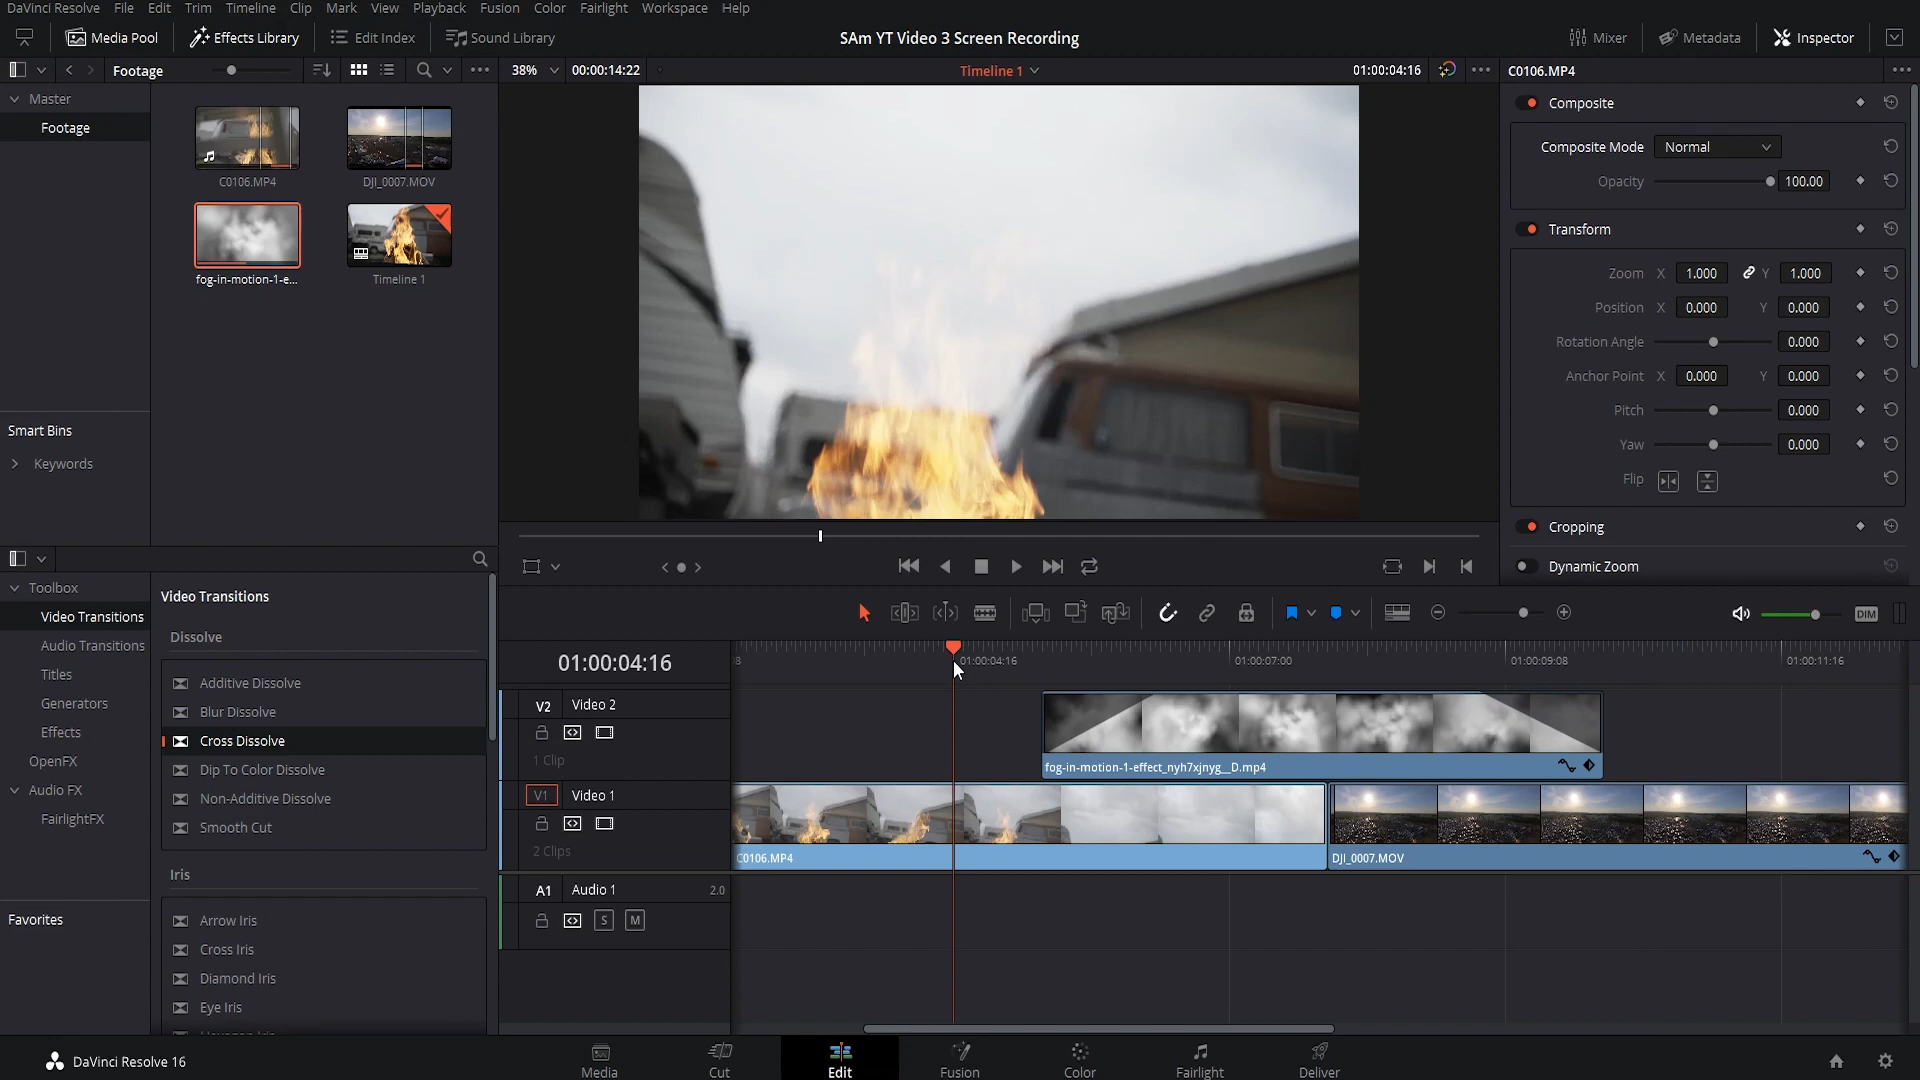 DaVinci Resolve File Edit Trim Timeline Clip Mark View Playback Fusion Color Fairlight Workspace Help
Media Pool Effects Library Edit Index Sound Library SAm YT Video 3 Screen Recording Mixer Metadata Inspector
Footage 38% 00:00:14:22 Timeline 1 01:00:04:16 C0106.MP4
Master
Footage
C0106.MP4 DJI_0007.MOV
fog-in-motion-1-e... Timeline 1
Smart Bins
Keywords
Composite
Composite Mode Normal
Opacity 100.00
Transform
Zoom X 1.000 Y 1.000
Position X 0.000 Y 0.000
Rotation Angle 0.000
Anchor Point X 0.000 Y 0.000
Pitch 0.000
Yaw 0.000
Flip
Cropping
Dynamic Zoom
Toolbox
Video Transitions
Audio Transitions
Titles
Generators
Effects
OpenFX
Audio FX
FairlightFX
Favorites
Video Transitions
Dissolve
Additive Dissolve
Blur Dissolve
Cross Dissolve
Dip To Color Dissolve
Non-Additive Dissolve
Smooth Cut
Iris
Arrow Iris
Cross Iris
Diamond Iris
Eye Iris
DIM
01:00:04:16 8 01:00:04:16 01:00:07:00 01:00:09:08 01:00:11:16
V2 Video 2
1 Clip
fog-in-motion-1-effect_nyh7xjnyg__D.mp4
V1 Video 1
2 Clips
C0106.MP4 DJI_0007.MOV
A1 Audio 1 2.0
S M
DaVinci Resolve 16 Media Cut Edit Fusion Color Fairlight Deliver